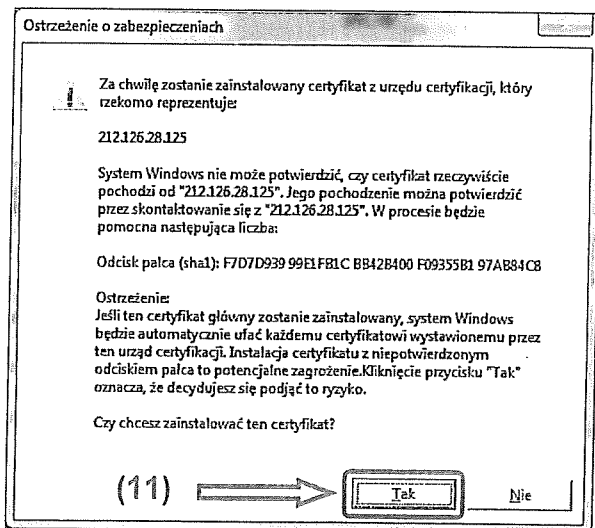 Ostrzeżenie o zabezpieczeniach
Za chwilę zostanie zainstalowany certyfikat z urzędu certyfikacji, który
rzekomo reprezentuje:
212.126.28.125
System Windows nie może potwierdzić, czy certyfikat rzeczywiście
pochodzi od "212.126.28.125". Jego pochodzenie można potwierdzić
przez skontaktowanie się z "212.126.28.125". W procesie będzie
pomocna następująca liczba:
Odcisk palca (sha1): F7D7D939 99E1FB1C BB42B400 F09355B1 97AB84C8
Ostrzeżenie:
Jeśli ten certyfikat główny zostanie zainstalowany, system Windows
będzie automatycznie ufać każdemu certyfikatowi wystawionemu przez
ten urząd certyfikacji. Instalacja certyfikatu z niepotwierdzonym
odciskiem palca to potencjalne zagrożenie.Kliknięcie przycisku "Tak"
oznacza, że decydujesz się podjąć to ryzyko.
Czy chcesz zainstalować ten certyfikat?
(11) Tak Nie